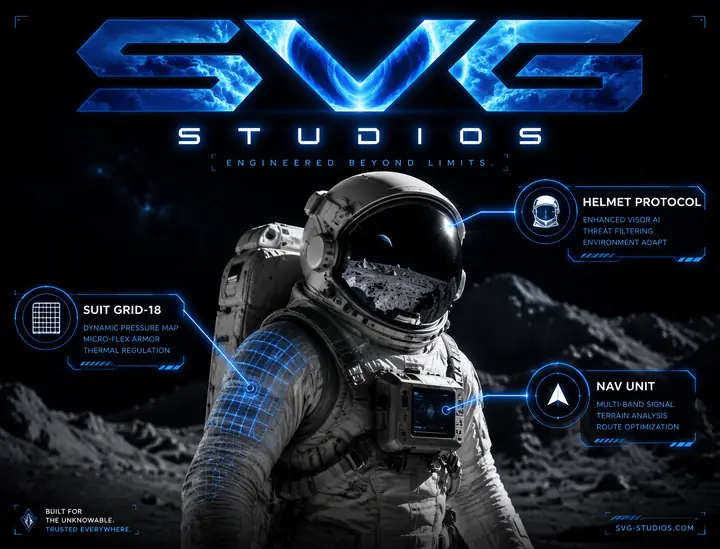 SVG
STUDIOS
ENGINEERED BEYOND LIMITS.
HELMET PROTOCOL
ENHANCED VISOR AI
THREAT FILTERING
ENVIRONMENT ADAPT
SUIT GRID-18
DYNAMIC PRESSURE MAP
MICRO-FLEX ARMOR
THERMAL REGULATION
NAV UNIT
MULTI-BAND SIGNAL
TERRAIN ANALYSIS
ROUTE OPTIMIZATION
BUILT FOR
THE UNKNOWABLE.
TRUSTED EVERYWHERE.
SVG-STUDIOS.COM